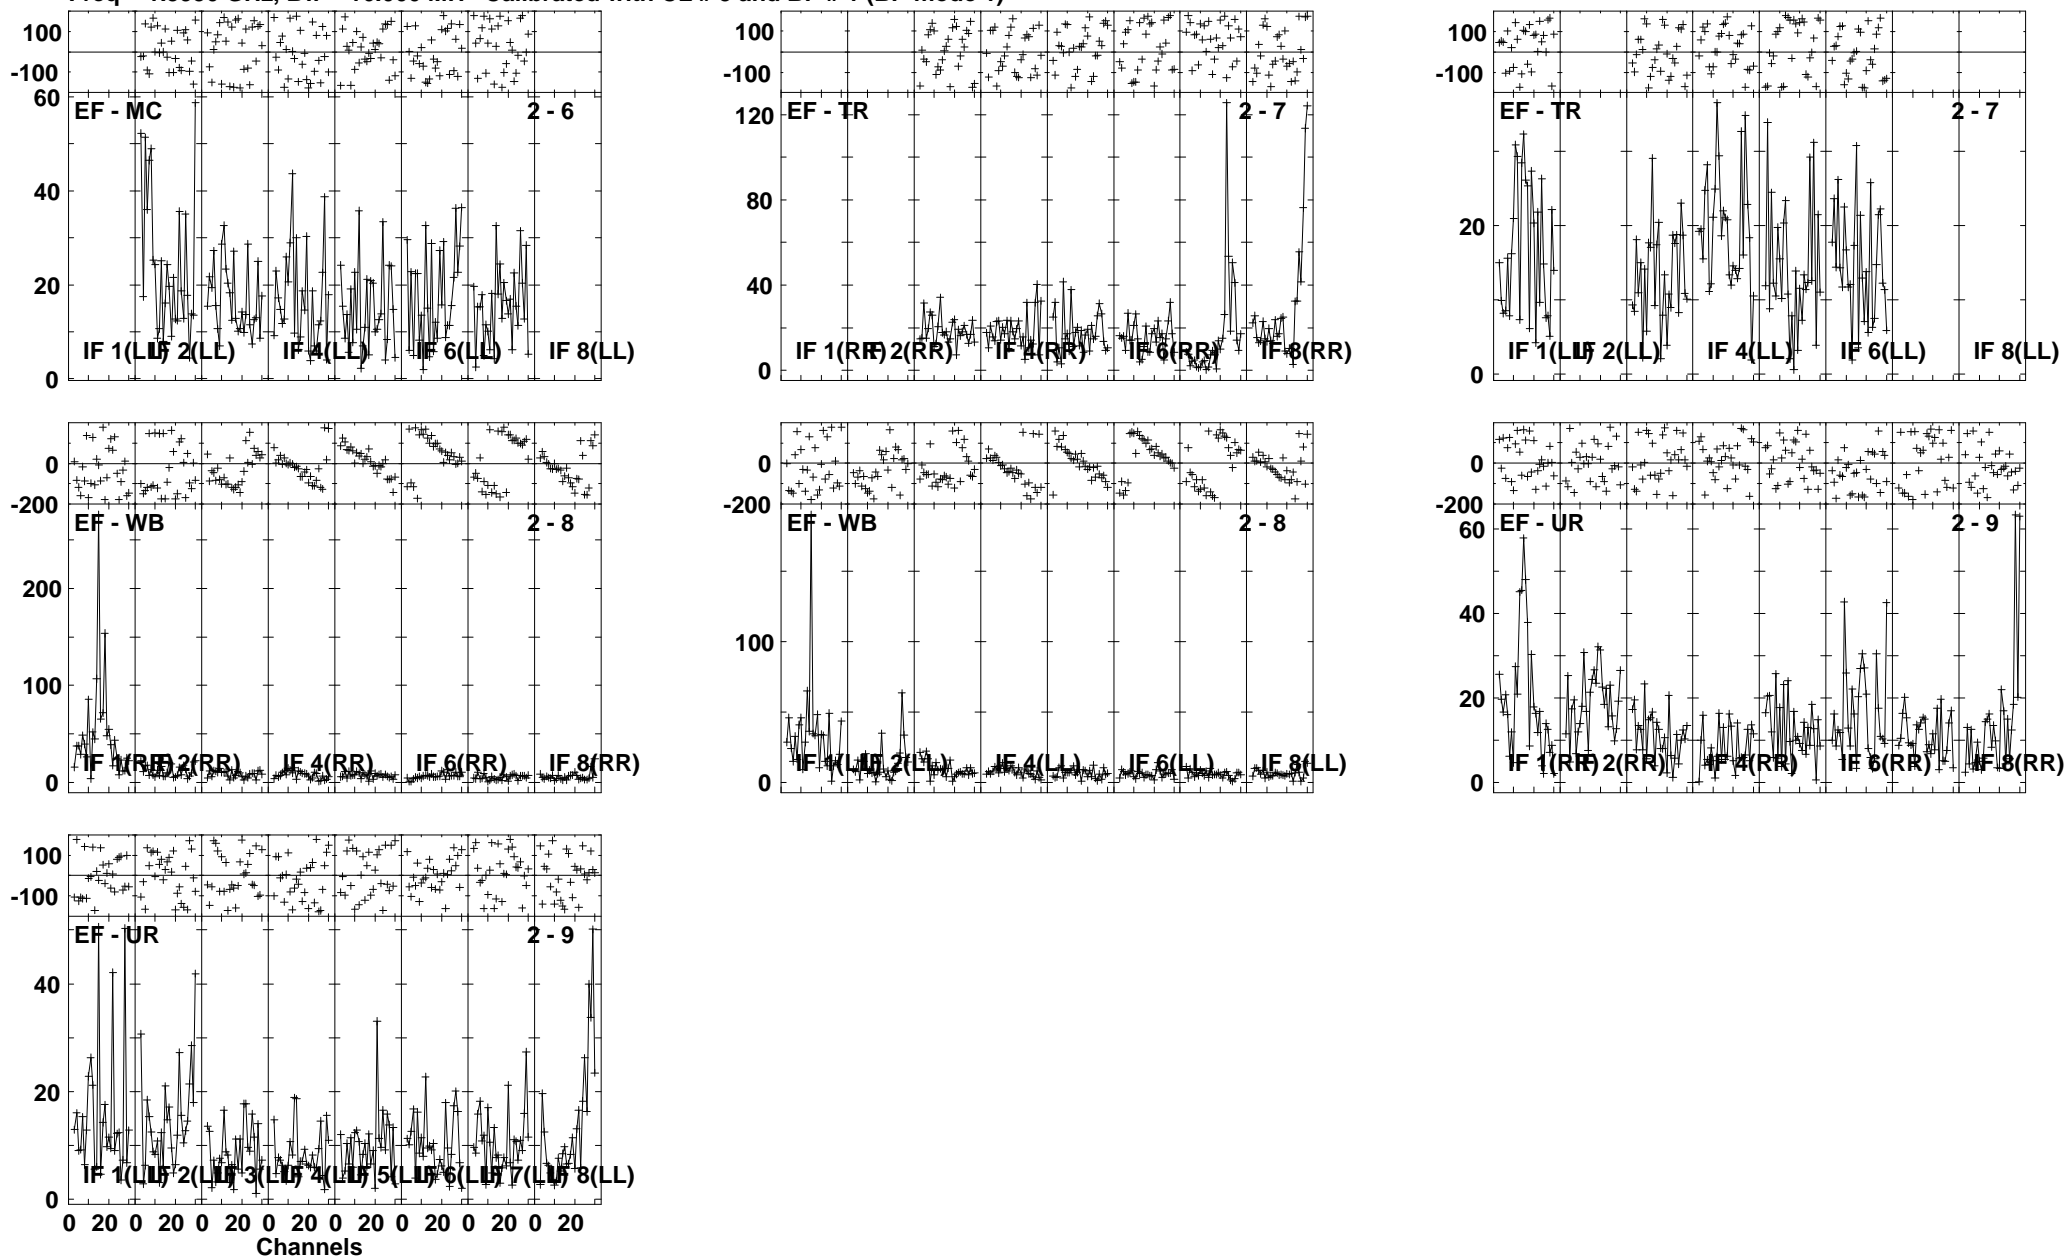 100
-100
60
EF - MC 2 - 6
40
20
0
IF 1(LL) IF 2(LL) IF 4(LL) IF 6(LL) IF 8(LL)
120
EF - TR 2 - 7
80
40
0
IF 1(RR) IF 2(RR) IF 4(RR) IF 6(RR) IF 8(RR)
100
-100
EF - TR 2 - 7
20
0
IF 1(LL) IF 2(LL) IF 4(LL) IF 6(LL) IF 8(LL)
0
-200
EF - WB 2 - 8
200
100
0
IF 1(RR) IF 2(RR) IF 4(RR) IF 6(RR) IF 8(RR)
0
-200
EF - WB 2 - 8
100
0
IF 1(LL) IF 2(LL) IF 4(LL) IF 6(LL) IF 8(LL)
0
-200
60
EF - UR 2 - 9
40
20
0
IF 1(RR) IF 2(RR) IF 4(RR) IF 6(RR) IF 8(RR)
100
-100
EF - UR 2 - 9
40
20
0
IF 1(LL) IF 2(LL) IF 3(LL) IF 4(LL) IF 5(LL) IF 6(LL) IF 7(LL) IF 8(LL)
0 20 0 20 0 20 0 20 0 20 0 20 0 20 0 20
Channels